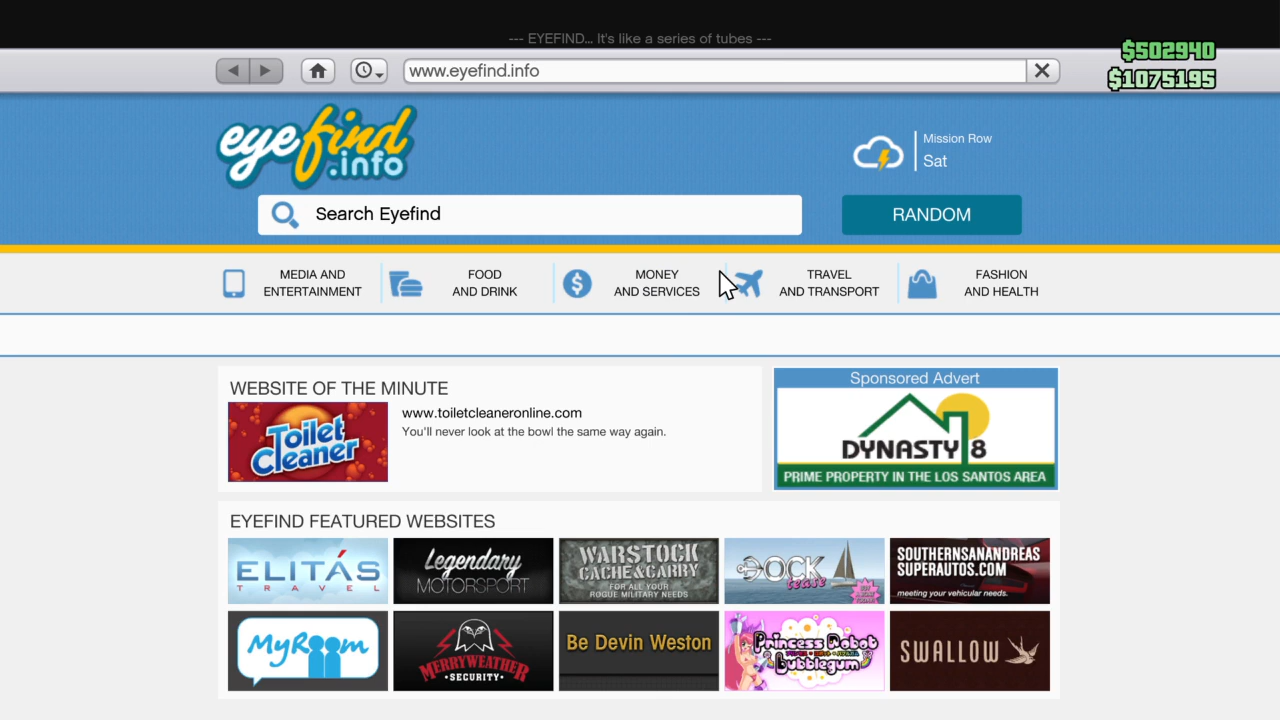 --- EYEFIND... It's like a series of tubes ---
$502940
$1075195
www.eyefind.info
eyefind
.info
Mission Row
Sat
Search Eyefind
RANDOM
MEDIA AND
ENTERTAINMENT
FOOD
AND DRINK
MONEY
AND SERVICES
TRAVEL
AND TRANSPORT
FASHION
AND HEALTH
WEBSITE OF THE MINUTE
Toilet
Cleaner
www.toiletcleaneronline.com
You'll never look at the bowl the same way again.
Sponsored Advert
DYNASTY 8
PRIME PROPERTY IN THE LOS SANTOS AREA
EYEFIND FEATURED WEBSITES
ELITÁS
TRAVEL
Legendary
MOTORSPORT
WARSTOCK
CACHE & CARRY
FOR ALL YOUR
ROGUE MILITARY NEEDS
DOCK
tease
SOUTHERNSANANDREAS
SUPERAUTOS.COM
meeting your vehicular needs.
MyRoom
MERRYWEATHER
• SECURITY •
Be Devin Weston
Princess Robot
Bubblegum
SWALLOW